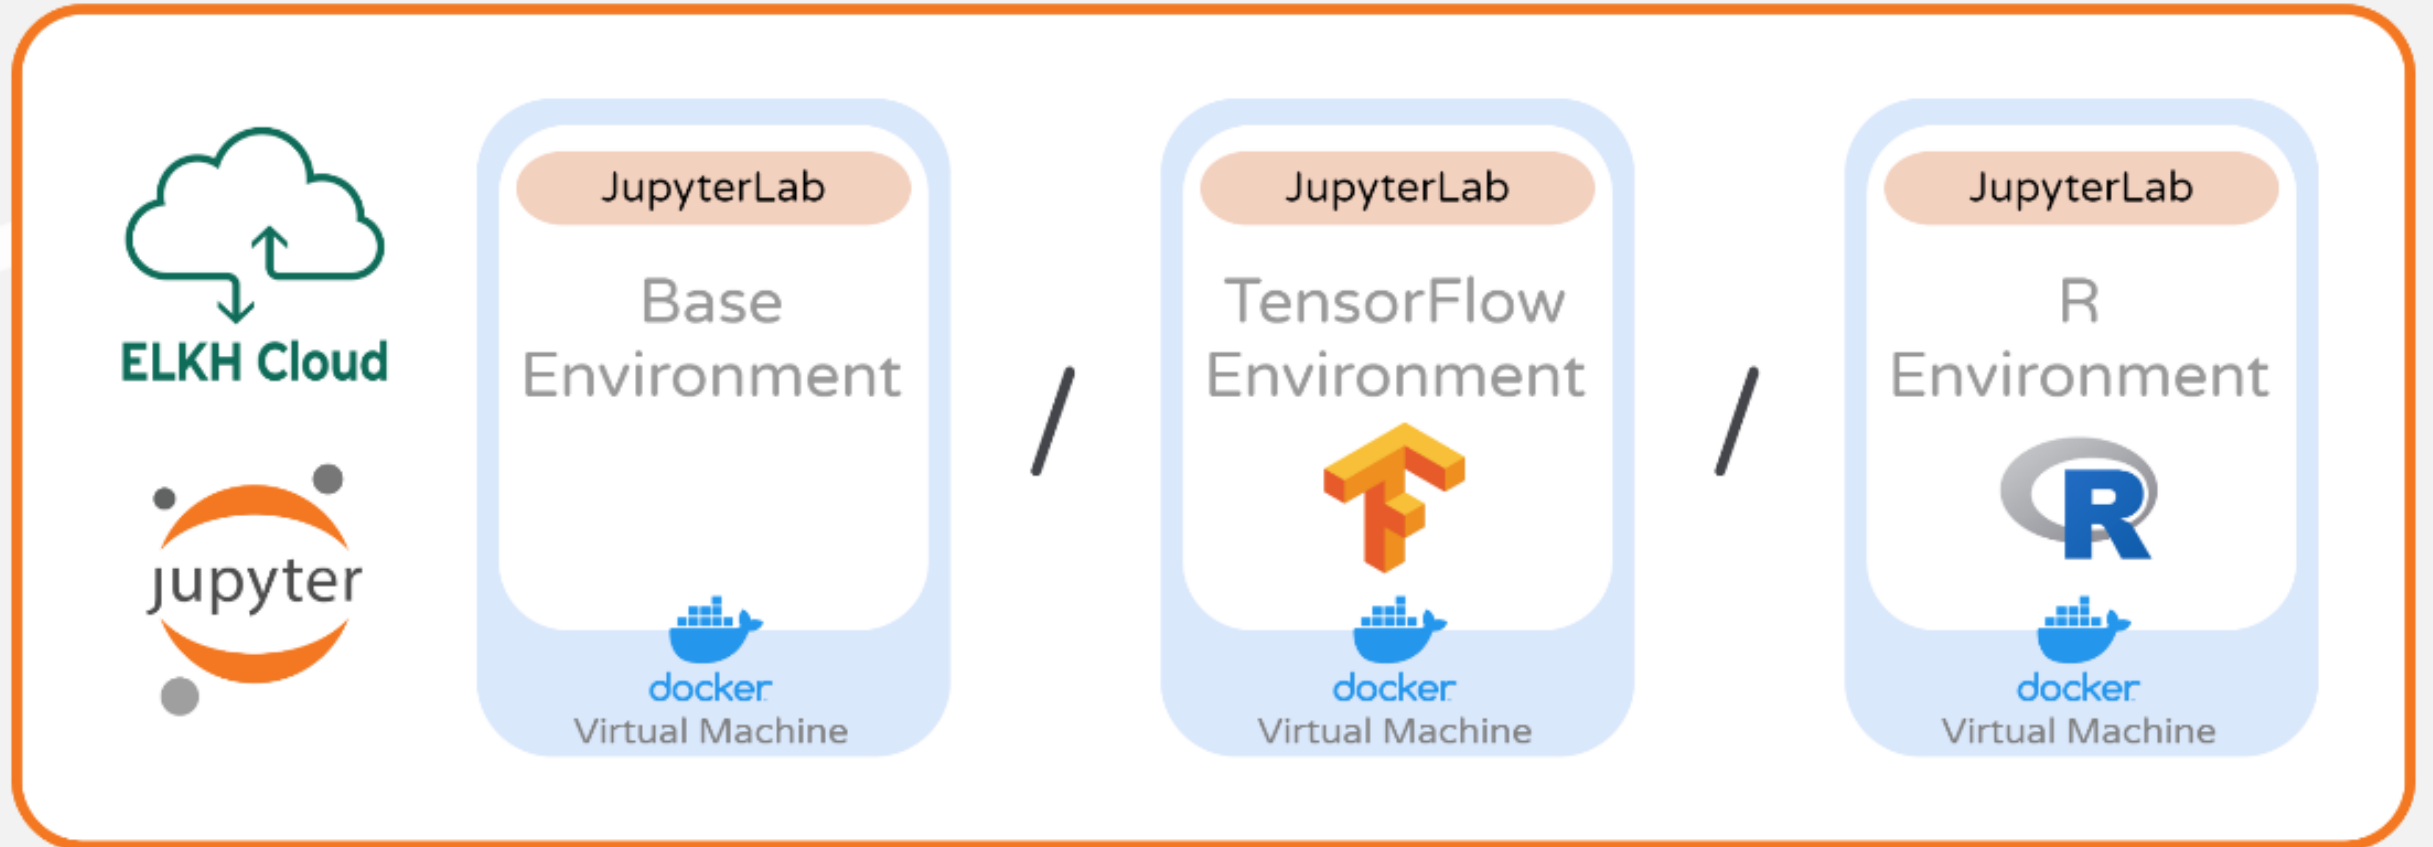 ELKH Cloud
jupyter
JupyterLab
Base
Environment
docker
Virtual Machine
/
JupyterLab
TensorFlow
Environment
docker
Virtual Machine
/
JupyterLab
R
Environment
R
docker
Virtual Machine